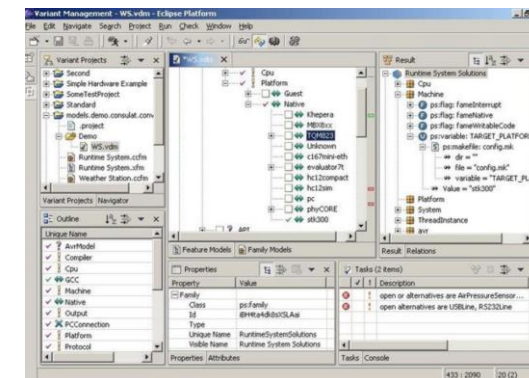 Variant Management - WS.vdm - Eclipse Platform
File Edit Navigate Search Project Run Check Window Help
Variant Projects
Second
Simple Hardware Example
SomeTestProject
Standard
models.demo.consulat.conv
.project
Demo
WS.vdm
Runtime System.ccfm
Runtime System.xfm
Weather Station.ccfm
Variant Projects Navigator
Outline
Unique Name
AvrModel
Compiler
Cpu
GCC
Machine
Native
Output
PCConnection
Platform
Protocol
*WS.vdm
Cpu
Platform
Guest
Native
Khepera
TQM823
Unknown
c167mini-eth
evaluator7t
hc12compact
hc12sim
pc
phyCORE
stk300
API
Feature Models Family Models
Result
Runtime System Solutions
Cpu
Machine
ps:flag: fameInterrupt
ps:flag: fameNative
ps:flag: fameWritableCode
ps:variable: TARGET_PLATFOR
ps:makefile: config.mk
dir = ""
file = "config.mk"
variable = "TARGET_PL
Value = "stk300"
Platform
System
ThreadInstance
avr
Result Relations
Properties
Property Value
Family
Class ps:family
Id
Type
Unique Name RuntimeSystemSolutions
Visible Name Runtime System Solutions
Properties Attributes
Tasks (2 items)
! Description
open or alternatives are AirPressureSensor...
open alternatives are USBLine, RS232Line
Tasks Console
433 : 2090 20 (2)